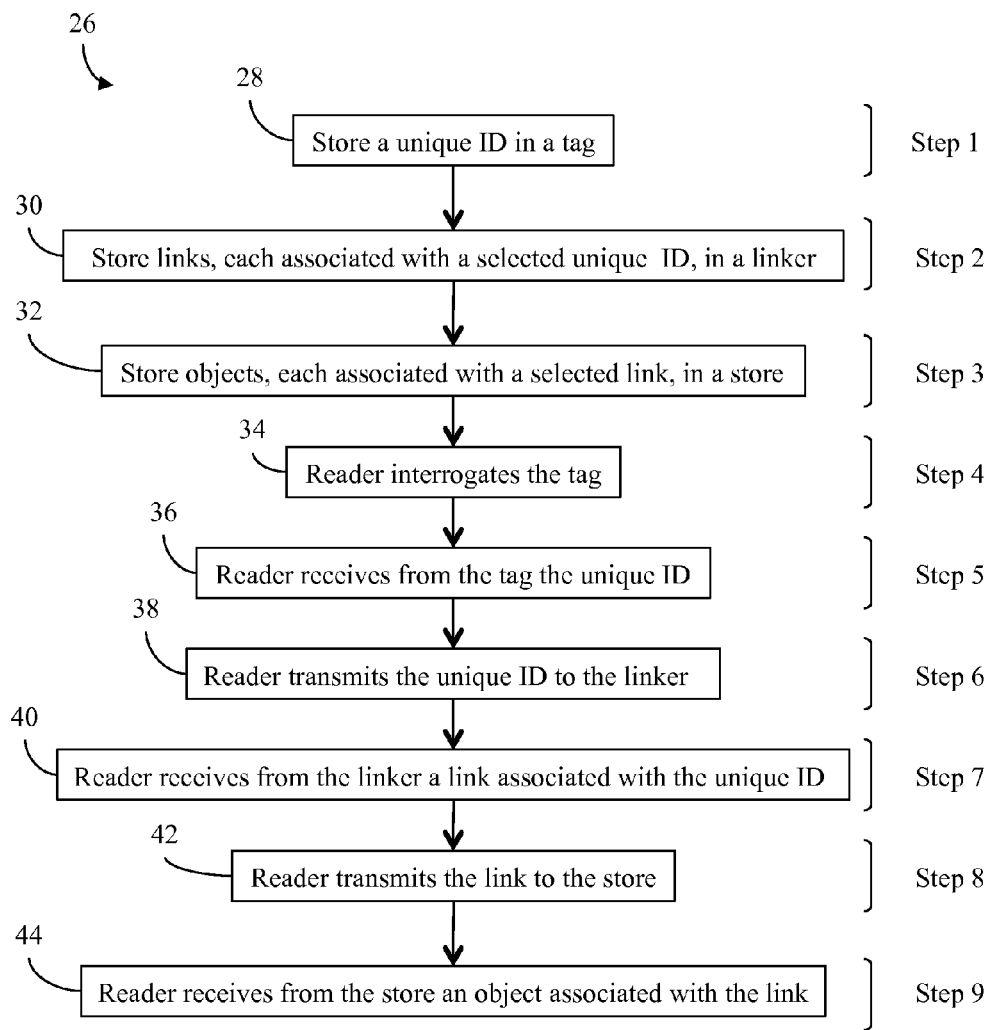 26
28
Store a unique ID in a tag
Step 1
30
Store links, each associated with a selected unique ID, in a linker
Step 2
32
Store objects, each associated with a selected link, in a store
Step 3
34
Reader interrogates the tag
Step 4
36
Reader receives from the tag the unique ID
Step 5
38
Reader transmits the unique ID to the linker
Step 6
40
Reader receives from the linker a link associated with the unique ID
Step 7
42
Reader transmits the link to the store
Step 8
44
Reader receives from the store an object associated with the link
Step 9